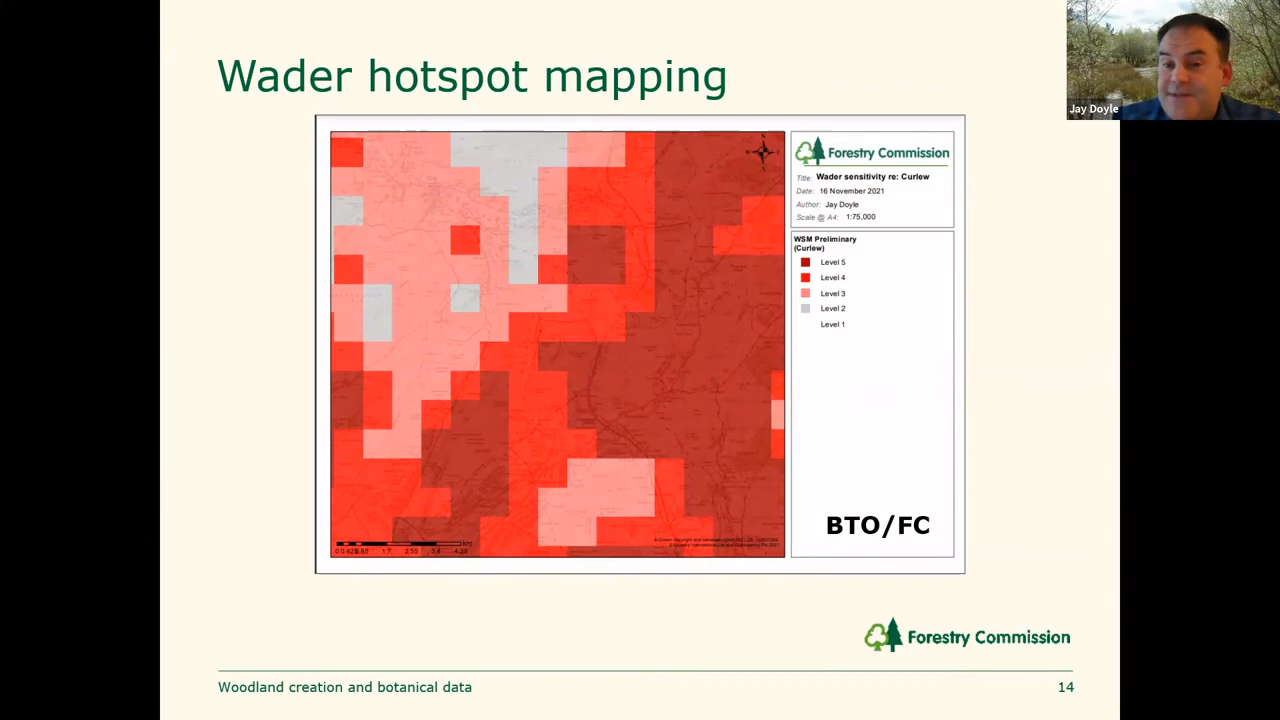 Wader hotspot mapping
Jay Doyle
Forestry Commission
Title: Wader sensitivity re: Curlew
Date: 16 November 2021
Author: Jay Doyle
Scale @ A4: 1:75,000
WSM Preliminary
(Curlew)
Level 5
Level 4
Level 3
Level 2
Level 1
BTO/FC
Forestry Commission
Woodland creation and botanical data
14